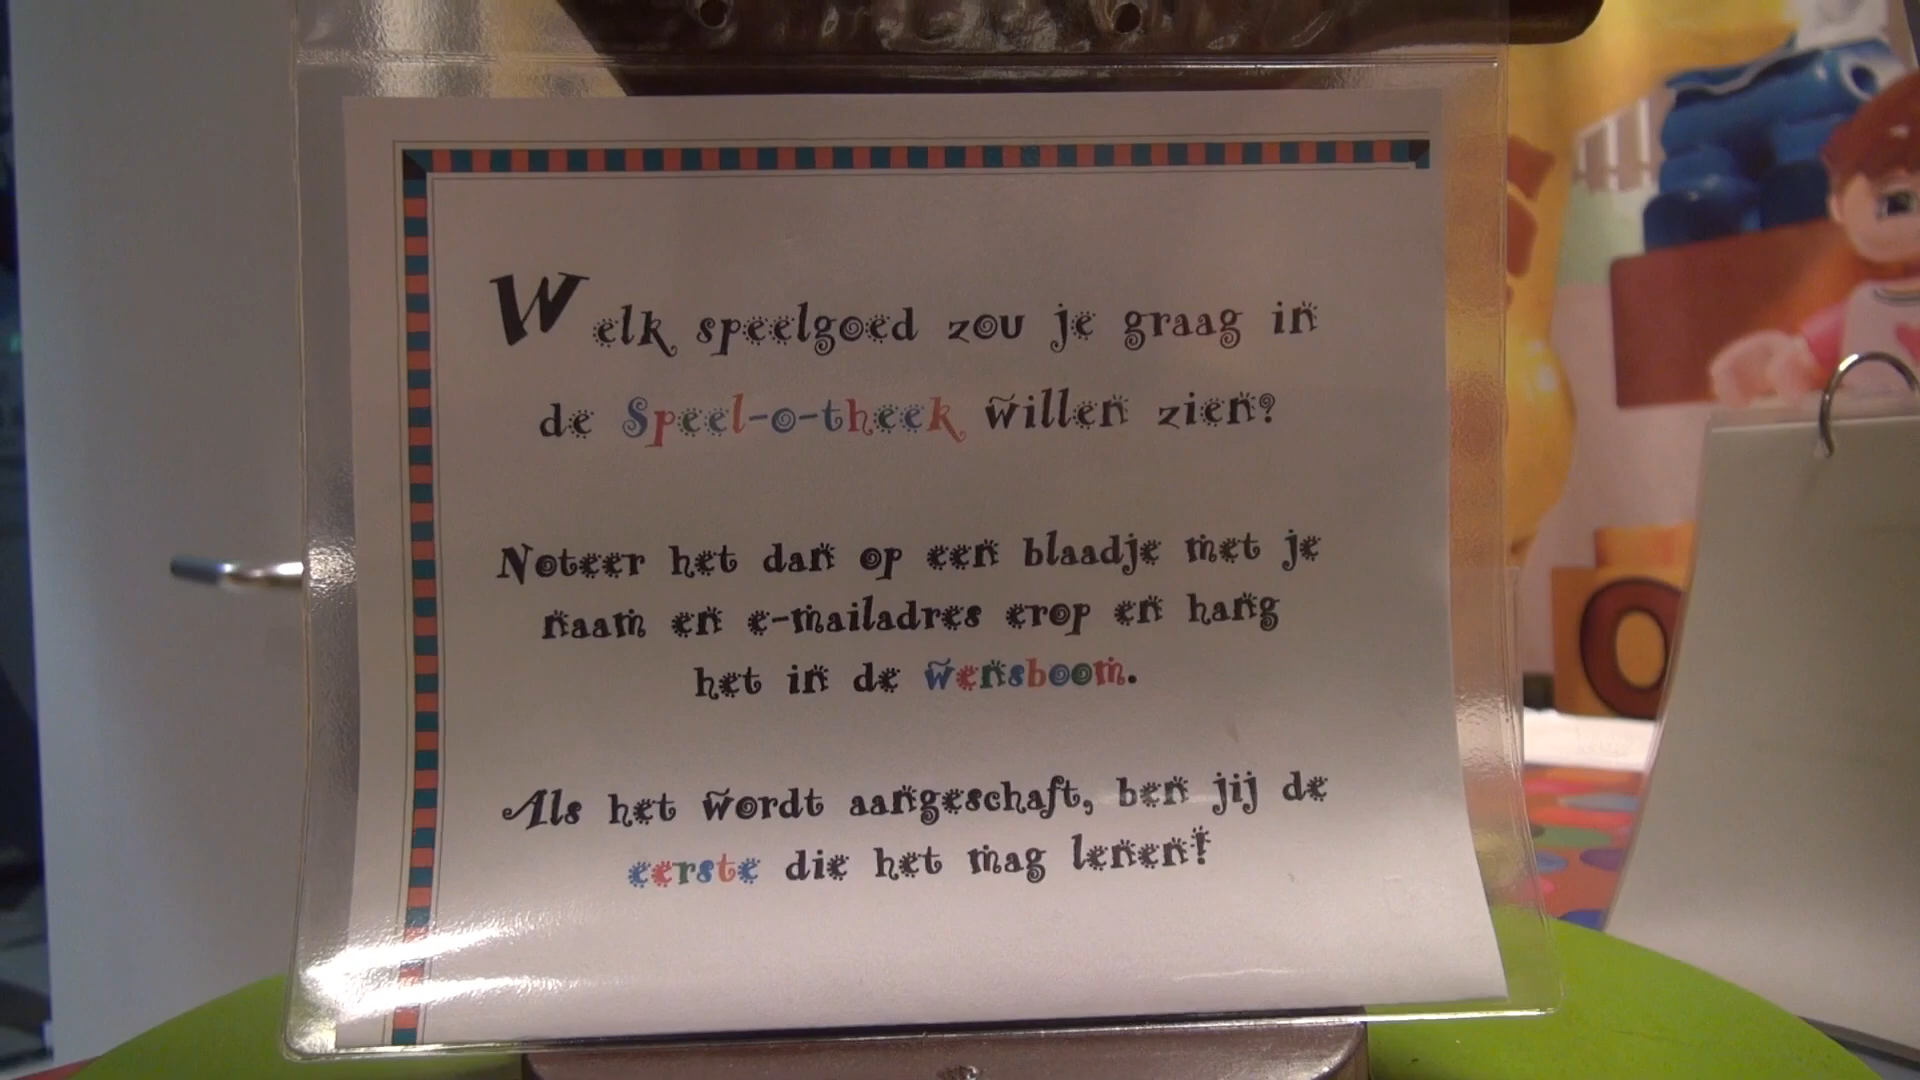 Welk speelgoed zou je graag in
de Speel-o-theek willen zien?
Noteer het dan op een blaadje met je
naam en e-mailadres erop en hang
het in de wensboom.
Als het wordt aangeschaft, ben jij de
eerste die het mag lenen!
O